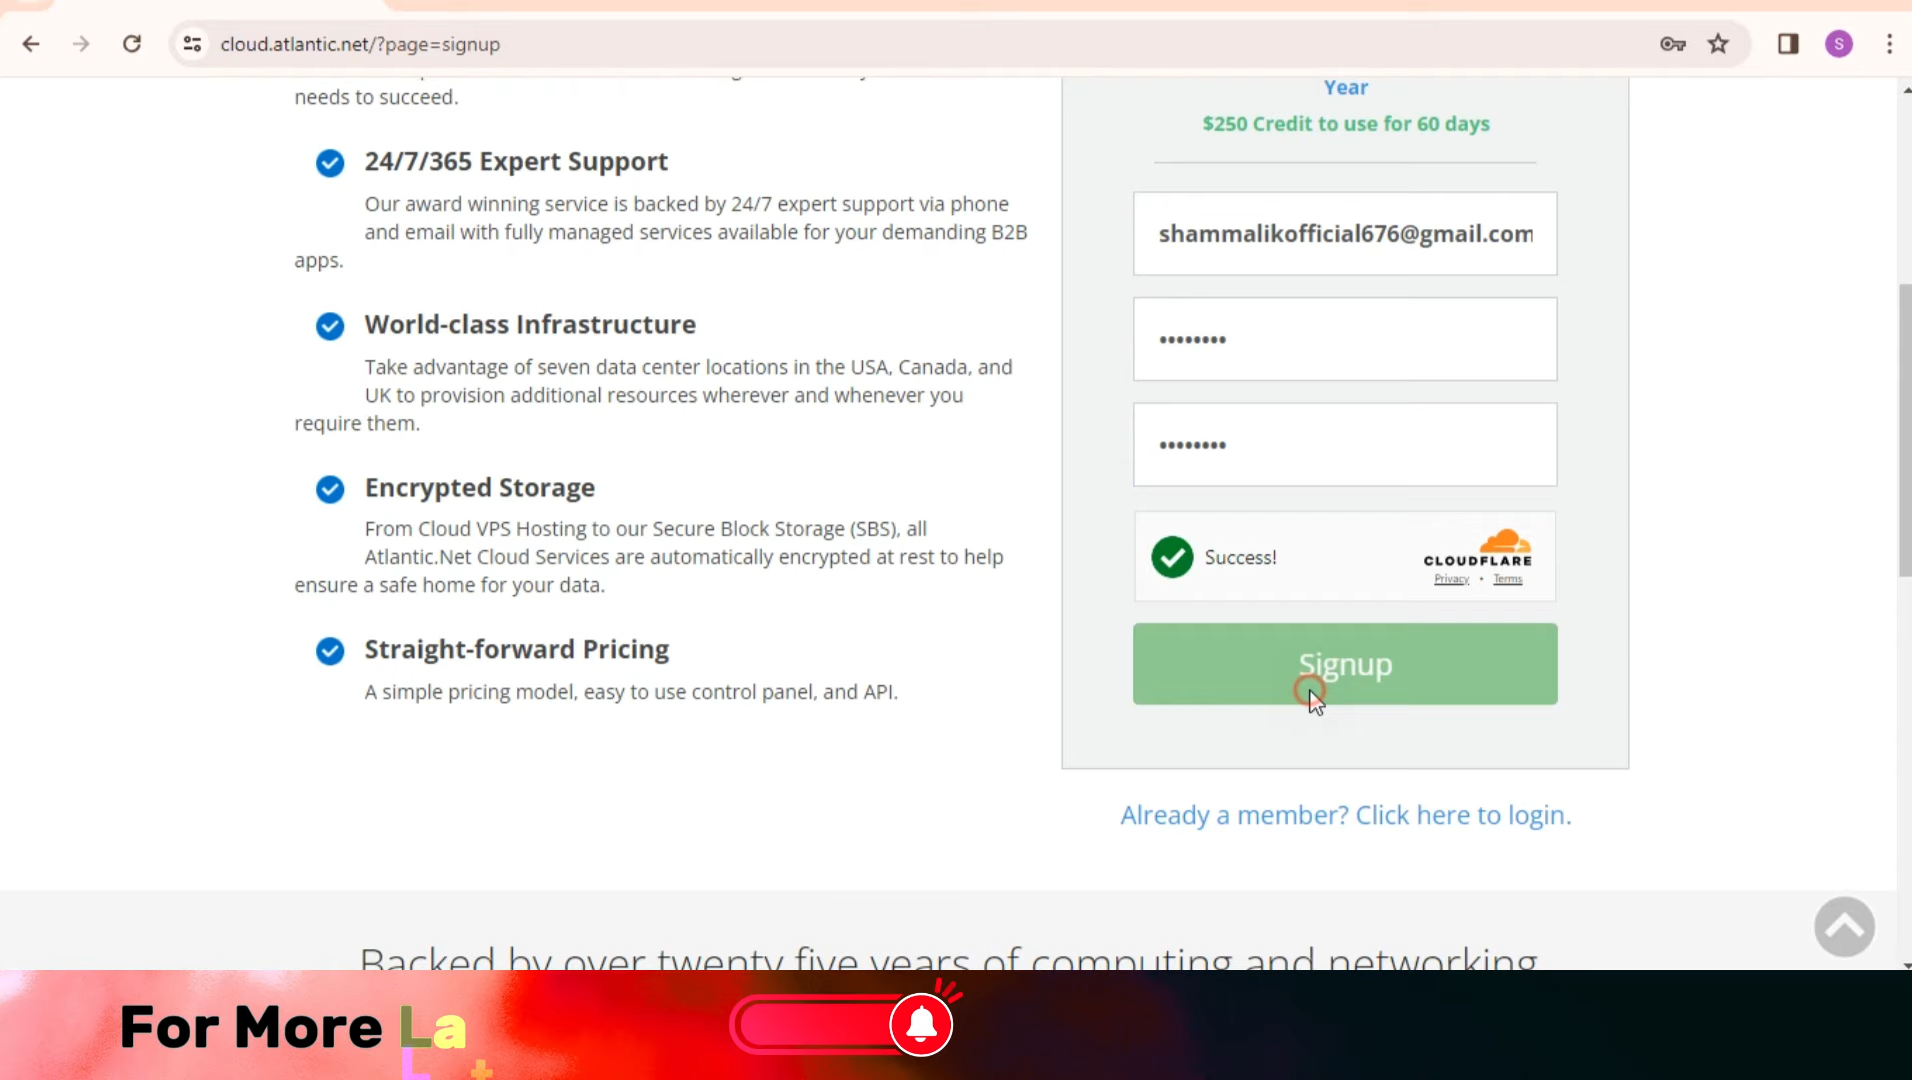 cloud.atlantic.net/?page=signup
S
needs to succeed.
24/7/365 Expert Support
Our award winning service is backed by 24/7 expert support via phone
and email with fully managed services available for your demanding B2B
apps.
World-class Infrastructure
Take advantage of seven data center locations in the USA, Canada, and
UK to provision additional resources wherever and whenever you
require them.
Encrypted Storage
From Cloud VPS Hosting to our Secure Block Storage (SBS), all
Atlantic.Net Cloud Services are automatically encrypted at rest to help
ensure a safe home for your data.
Straight-forward Pricing
A simple pricing model, easy to use control panel, and API.
Year
$250 Credit to use for 60 days
shammalikofficial676@gmail.com
••••••••
••••••••
Success!
CLOUDFLARE
Privacy • Terms
Signup
Already a member? Click here to login.
Backed by over twenty five years of computing and networking
For More La